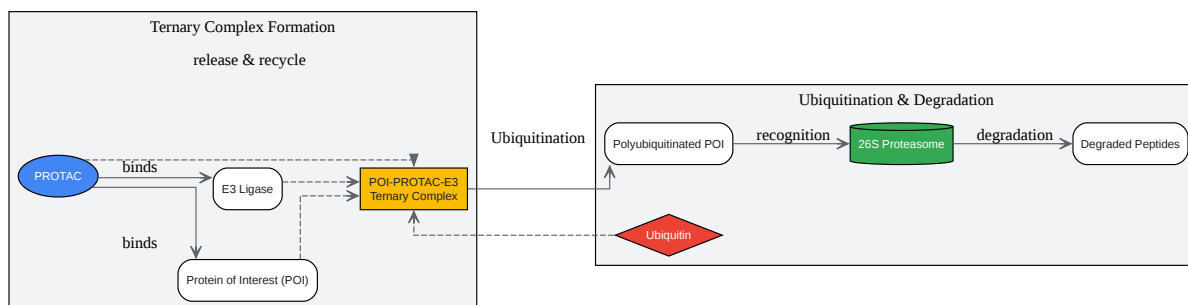 Ternary Complex Formation
release & recycle
Ubiquitination & Degradation
Ubiquitination
Polyubiquitinated POI
recognition
26S Proteasome
degradation
Degraded Peptides
PROTAC
binds
E3 Ligase
POI-PROTAC-E3
Ternary Complex
Ubiquitin
binds
Protein of Interest (POI)